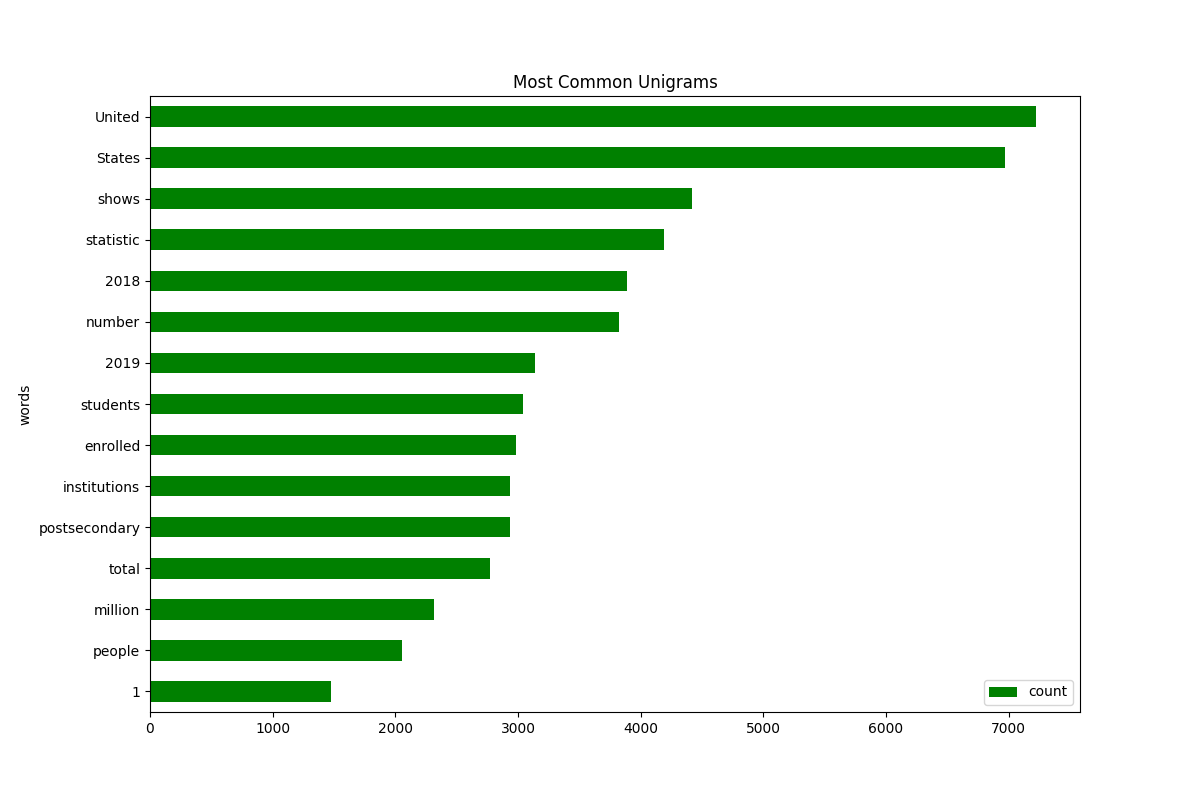 Most Common Unigrams
words
United
States
shows
statistic
2018
number
2019
students
enrolled
institutions
postsecondary
total
million
people
1
count
0 1000 2000 3000 4000 5000 6000 7000